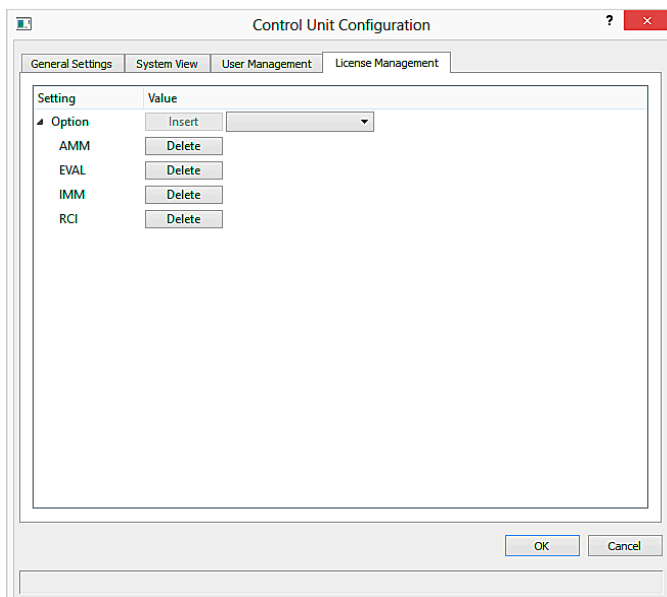 Control Unit Configuration ? ×
General Settings System View User Management License Management
Setting Value
Option Insert
AMM Delete
EVAL Delete
IMM Delete
RCI Delete
OK Cancel